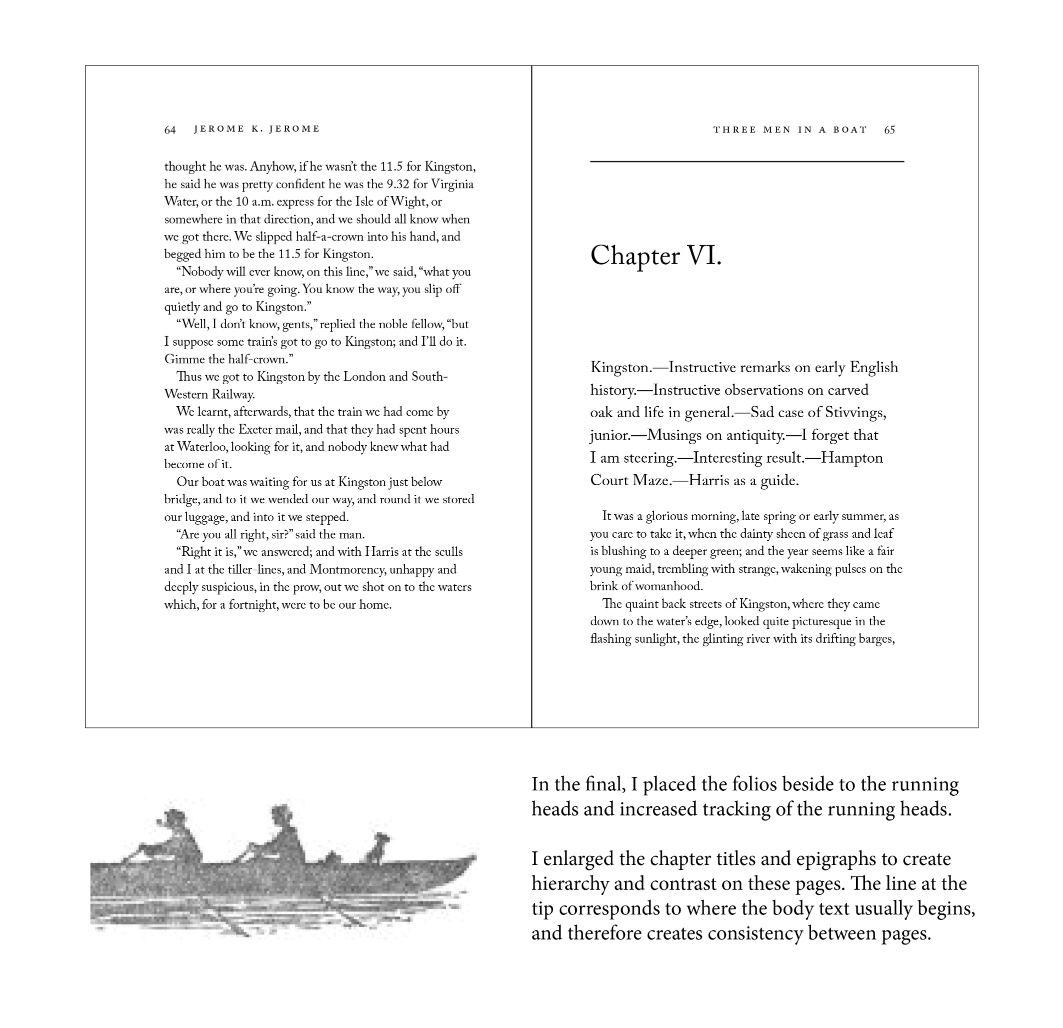 64 JEROME K. JEROME
thought he was. Anyhow, if he wasn’t the 11.5 for Kingston,
he said he was pretty confident he was the 9.32 for Virginia
Water, or the 10 a.m. express for the Isle of Wight, or
somewhere in that direction, and we should all know when
we got there. We slipped half-a-crown into his hand, and
begged him to be the 11.5 for Kingston.
“Nobody will ever know, on this line,” we said, “what you
are, or where you’re going. You know the way, you slip off
quietly and go to Kingston.”
“Well, I don’t know, gents,” replied the noble fellow, “but
I suppose some train’s got to go to Kingston; and I’ll do it.
Gimme the half-crown.”
Thus we got to Kingston by the London and South-
Western Railway.
We learnt, afterwards, that the train we had come by
was really the Exeter mail, and that they had spent hours
at Waterloo, looking for it, and nobody knew what had
become of it.
Our boat was waiting for us at Kingston just below
bridge, and to it we wended our way, and round it we stored
our luggage, and into it we stepped.
“Are you all right, sir?” said the man.
“Right it is,” we answered; and with Harris at the sculls
and I at the tiller-lines, and Montmorency, unhappy and
deeply suspicious, in the prow, out we shot on to the waters
which, for a fortnight, were to be our home.
THREE MEN IN A BOAT 65
Chapter VI.
Kingston.—Instructive remarks on early English
history.—Instructive observations on carved
oak and life in general.—Sad case of Stivvings,
junior.—Musings on antiquity.—I forget that
I am steering.—Interesting result.—Hampton
Court Maze.—Harris as a guide.
It was a glorious morning, late spring or early summer, as
you care to take it, when the dainty sheen of grass and leaf
is blushing to a deeper green; and the year seems like a fair
young maid, trembling with strange, wakening pulses on the
brink of womanhood.
The quaint back streets of Kingston, where they came
down to the water’s edge, looked quite picturesque in the
flashing sunlight, the glinting river with its drifting barges,
In the final, I placed the folios beside to the running
heads and increased tracking of the running heads.
I enlarged the chapter titles and epigraphs to create
hierarchy and contrast on these pages. The line at the
tip corresponds to where the body text usually begins,
and therefore creates consistency between pages.